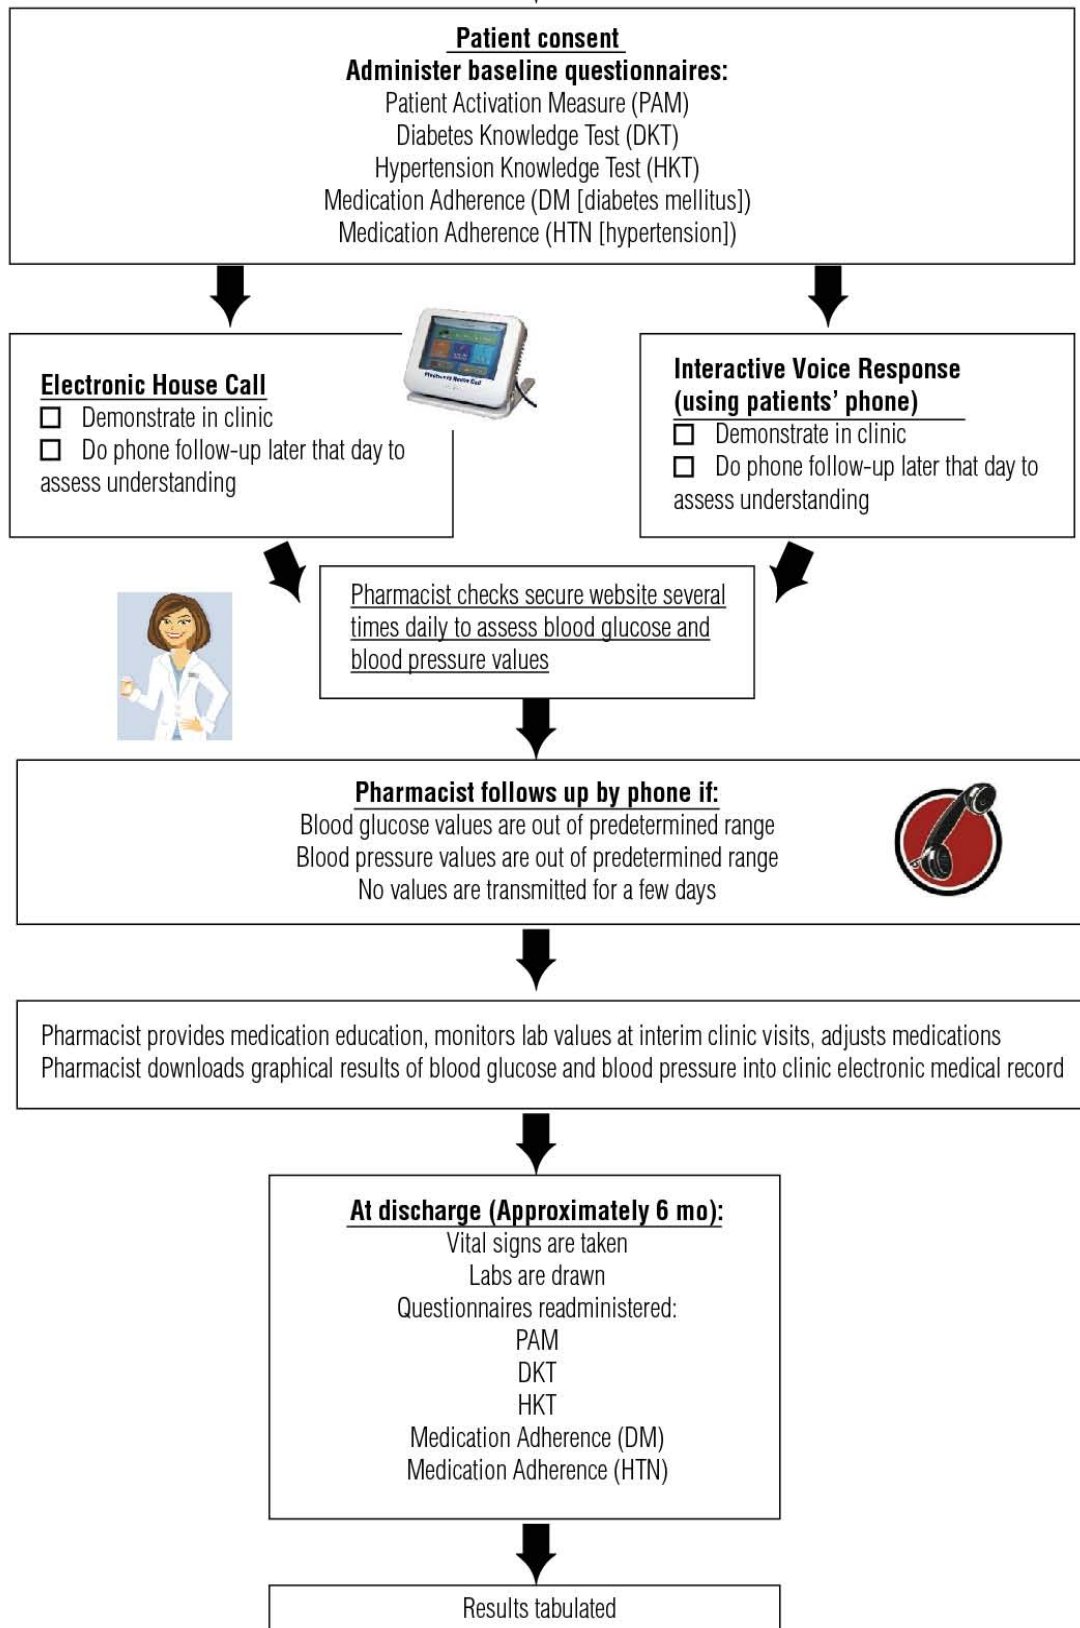 Patient consent
Administer baseline questionnaires:
Patient Activation Measure (PAM)
Diabetes Knowledge Test (DKT)
Hypertension Knowledge Test (HKT)
Medication Adherence (DM [diabetes mellitus])
Medication Adherence (HTN [hypertension])
Electronic House Call
☐ Demonstrate in clinic
☐ Do phone follow-up later that day to
assess understanding
Electronic House Call
Interactive Voice Response
(using patients’ phone)
☐ Demonstrate in clinic
☐ Do phone follow-up later that day to
assess understanding
Pharmacist checks secure website several
times daily to assess blood glucose and
blood pressure values
Pharmacist follows up by phone if:
Blood glucose values are out of predetermined range
Blood pressure values are out of predetermined range
No values are transmitted for a few days
Pharmacist provides medication education, monitors lab values at interim clinic visits, adjusts medications
Pharmacist downloads graphical results of blood glucose and blood pressure into clinic electronic medical record
At discharge (Approximately 6 mo):
Vital signs are taken
Labs are drawn
Questionnaires readministered:
PAM
DKT
HKT
Medication Adherence (DM)
Medication Adherence (HTN)
Results tabulated